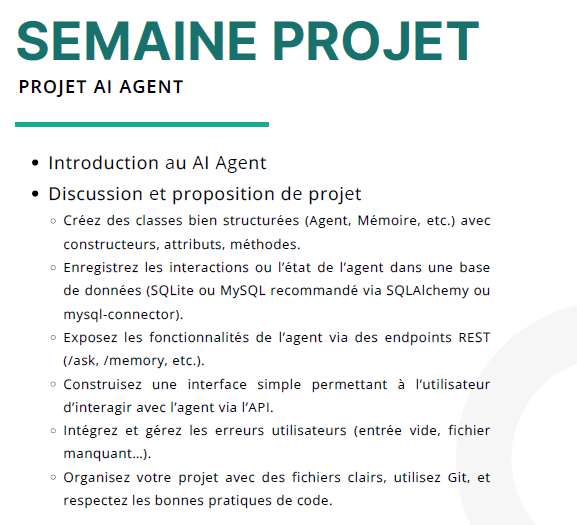 SEMAINE PROJET
PROJET AI AGENT
• Introduction au AI Agent
• Discussion et proposition de projet
◦ Créez des classes bien structurées (Agent, Mémoire, etc.) avec
constructeurs, attributs, méthodes.
◦ Enregistrez les interactions ou l’état de l’agent dans une base
de données (SQLite ou MySQL recommandé via SQLAlchemy ou
mysql-connector).
◦ Exposez les fonctionnalités de l’agent via des endpoints REST
(/ask, /memory, etc.).
◦ Construisez une interface simple permettant à l’utilisateur
d’interagir avec l’agent via l’API.
◦ Intégrez et gérez les erreurs utilisateurs (entrée vide, fichier
manquant…).
◦ Organisez votre projet avec des fichiers clairs, utilisez Git, et
respectez les bonnes pratiques de code.